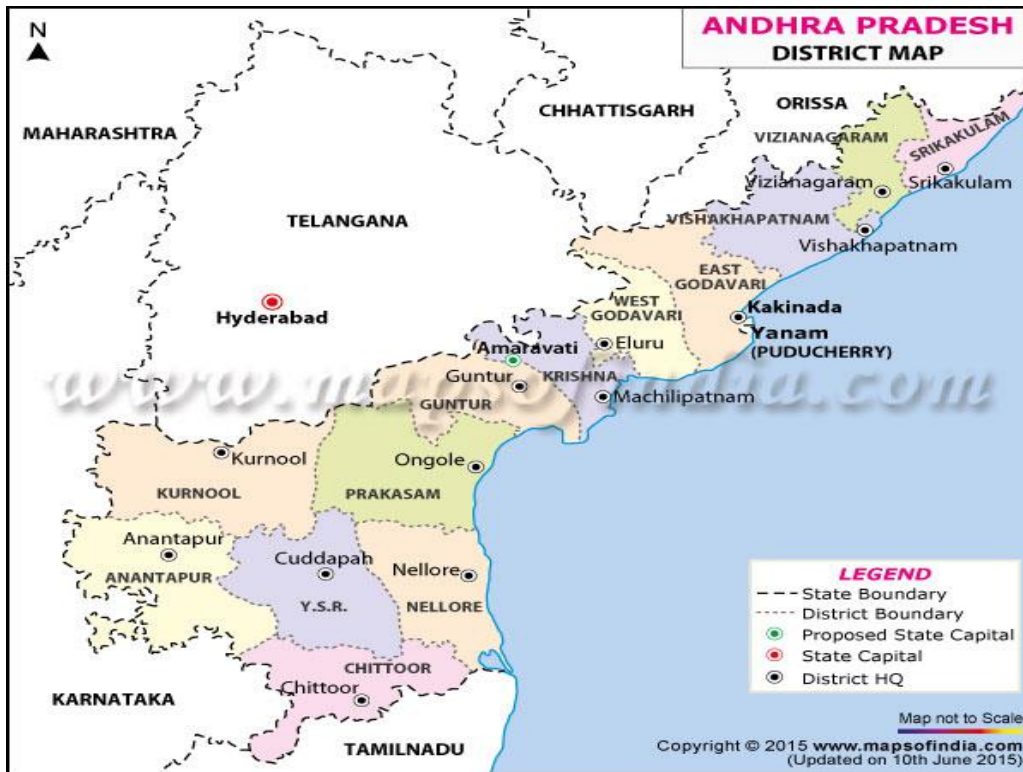 N
ANDHRA PRADESH
DISTRICT MAP
MAHARASHTRA
CHHATTISGARH
ORISSA
VIZIANAGARAM
SRIKAKULAM
Vizianagaram
Srikakulam
TELANGANA
VISHAKHAPATNAM
Vishakhapatnam
Hyderabad
EAST
GODAVARI
WEST
GODAVARI
Kakinada
Yanam
(PUDUCHERRY)
Amaravati
Eluru
Guntur
KRISHNA
www.mapsofindia.com
GUNTUR
Machilipatnam
Kurnool
Ongole
KURNOOL
PRAKASAM
Anantapur
Cuddapah
Nellore
ANANTAPUR
Y.S.R.
NELLORE
CHITTOOR
Chittoor
KARNATAKA
TAMILNADU
LEGEND
State Boundary
District Boundary
Proposed State Capital
State Capital
District HQ
Map not to Scale
Copyright © 2015 www.mapsofindia.com
(Updated on 10th June 2015)